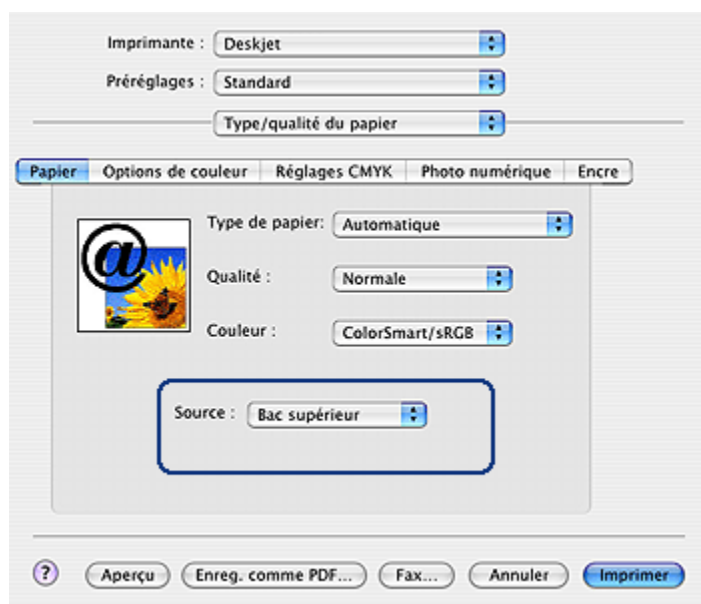 Imprimante : Deskjet
Préréglages : Standard
Type/qualité du papier
Papier Options de couleur Réglages CMYK Photo numérique Encre
Type de papier: Automatique
@
Qualité : Normale
Couleur : ColorSmart/sRGB
Source : Bac supérieur
? Aperçu Enreg. comme PDF... Fax... Annuler Imprimer